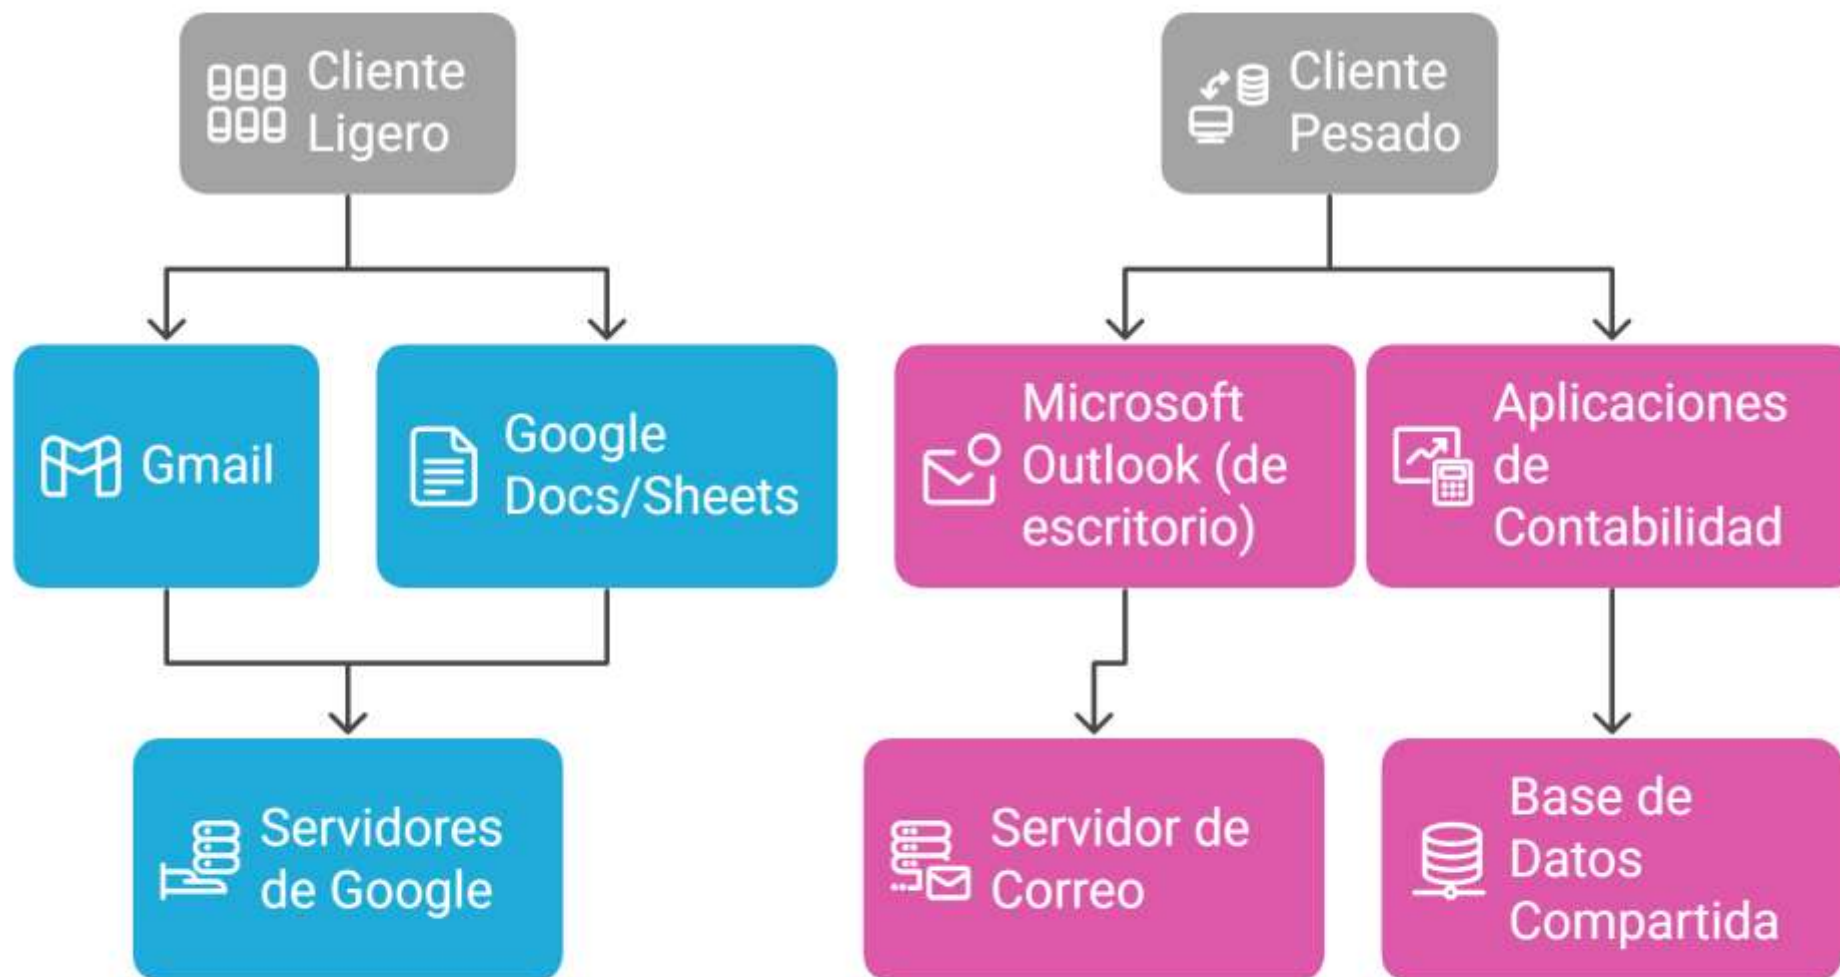 Cliente
Ligero
Cliente
Pesado
Gmail
Google
Docs/Sheets
Microsoft
Outlook (de
escritorio)
Aplicaciones
de
Contabilidad
Servidores
de Google
Servidor de
Correo
Base de
Datos
Compartida